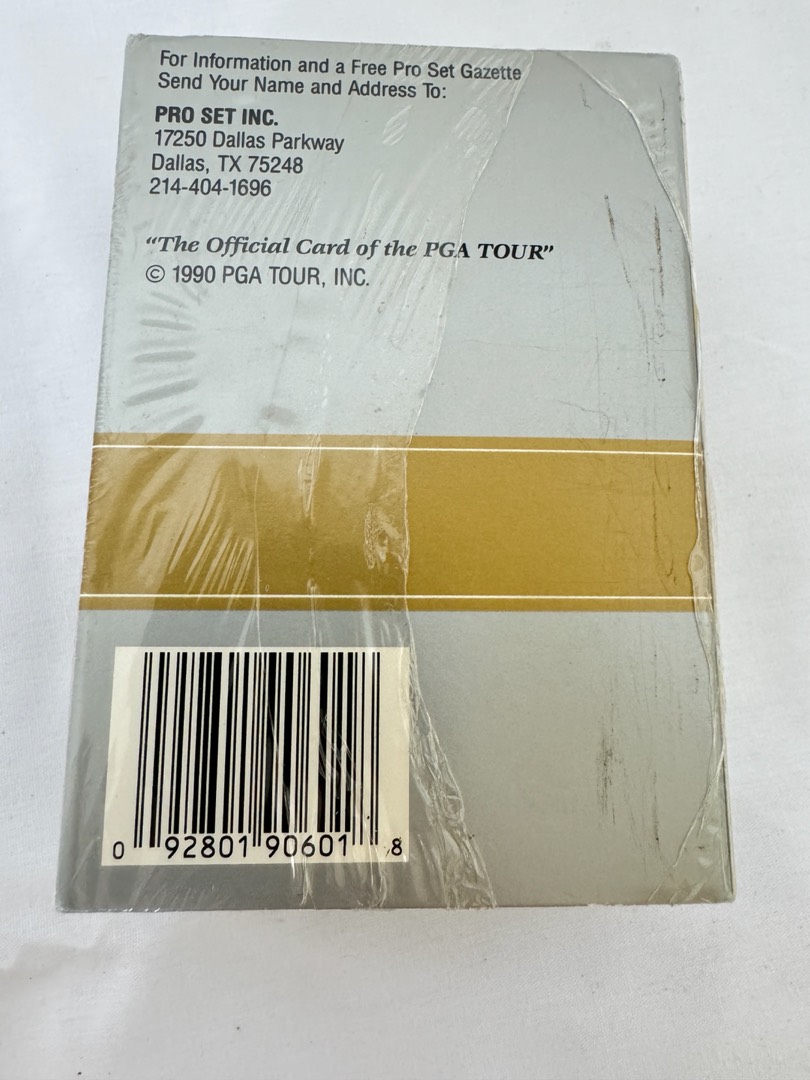 For Information and a Free Pro Set Gazette
Send Your Name and Address To:
PRO SET INC.
17250 Dallas Parkway
Dallas, TX 75248
214-404-1696
“The Official Card of the PGA TOUR”
© 1990 PGA TOUR, INC.
0 92801 90601 8